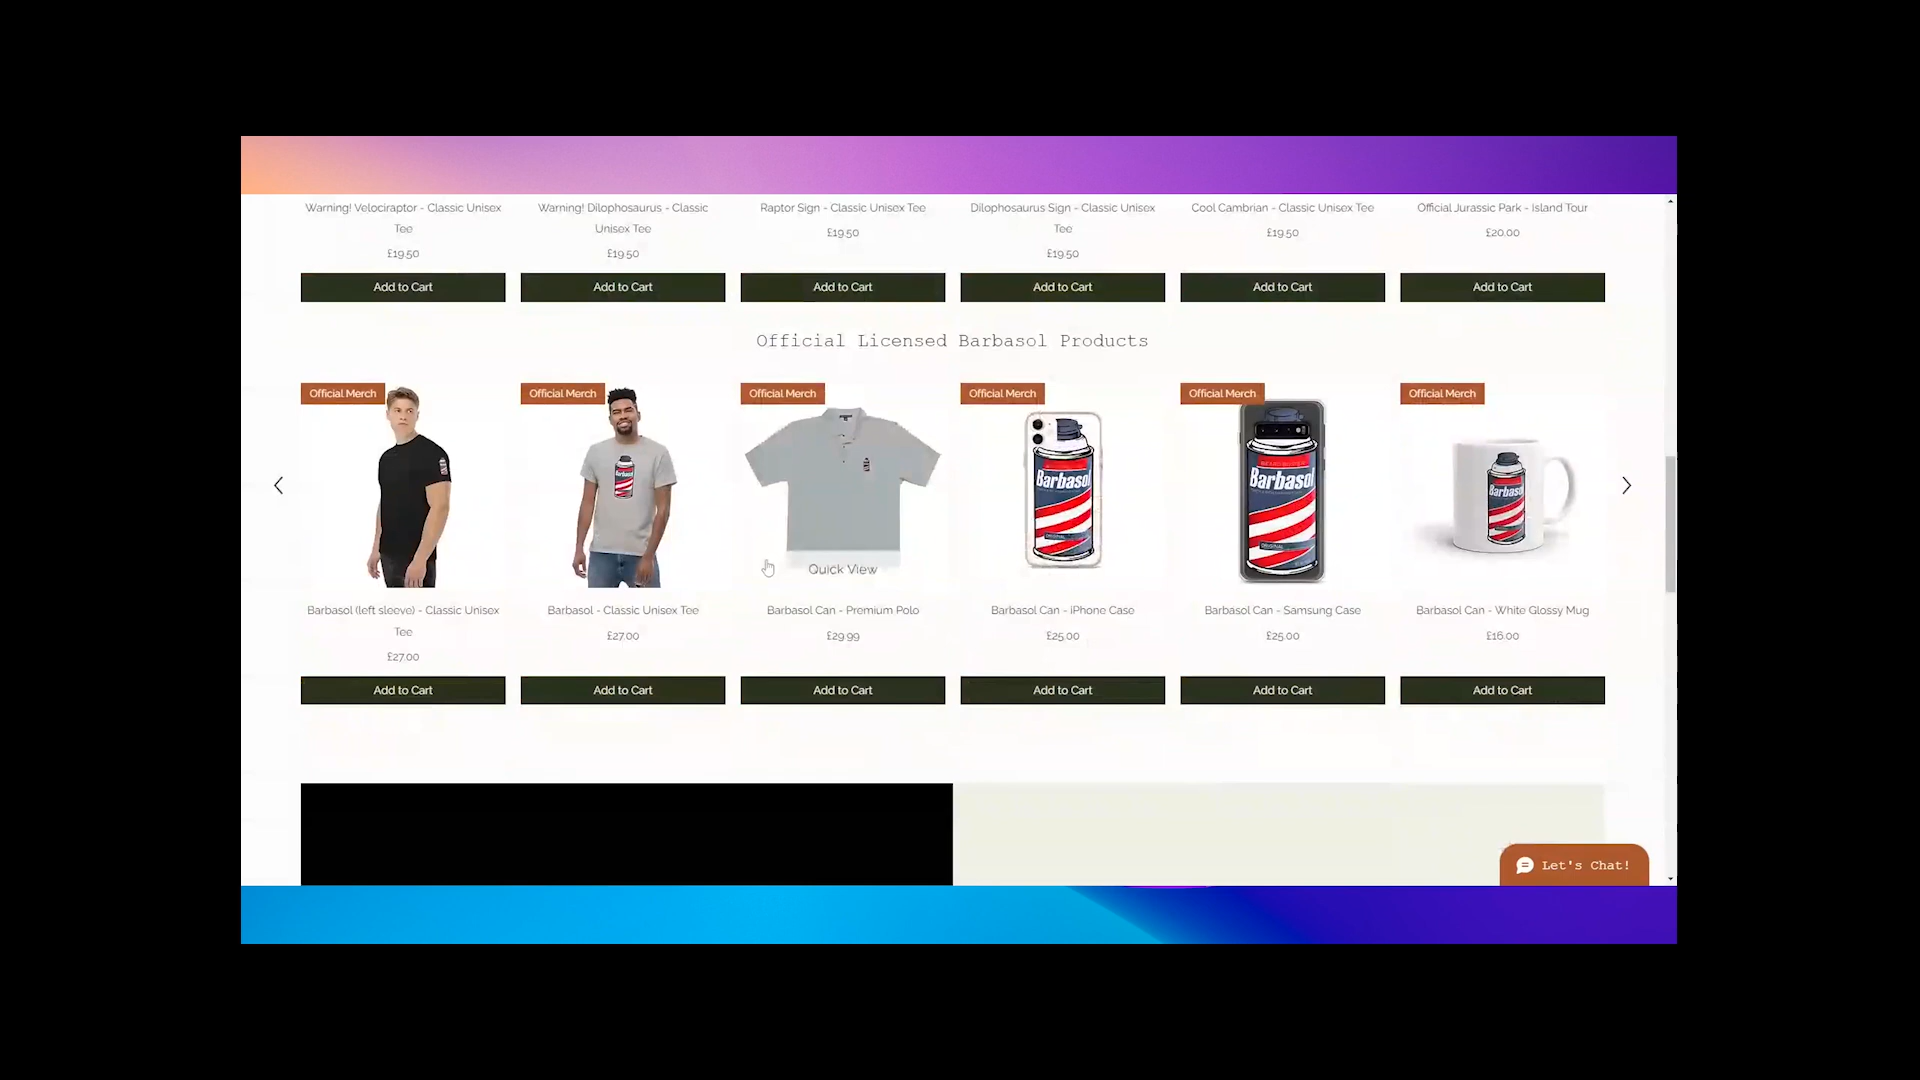 Warning! Velociraptor - Classic Unisex Tee
£19.50
Add to Cart
Warning! Dilophosaurus - Classic Unisex Tee
£19.50
Add to Cart
Raptor Sign - Classic Unisex Tee
£19.50
Add to Cart
Dilophosaurus Sign - Classic Unisex Tee
£19.50
Add to Cart
Cool Cambrian - Classic Unisex Tee
£19.50
Add to Cart
Official Jurassic Park - Island Tour
£20.00
Add to Cart
Official Licensed Barbasol Products
Official Merch
Barbasol (left sleeve) - Classic Unisex Tee
£27.00
Add to Cart
Official Merch
Barbasol
Barbasol - Classic Unisex Tee
£27.00
Add to Cart
Official Merch
Quick View
Barbasol Can - Premium Polo
£29.99
Add to Cart
Official Merch
Barbasol
ORIGINAL
Barbasol Can - iPhone Case
£25.00
Add to Cart
Official Merch
Barbasol
ORIGINAL
Barbasol Can - Samsung Case
£25.00
Add to Cart
Official Merch
Barbasol
Barbasol Can - White Glossy Mug
£16.00
Add to Cart
Let's Chat!